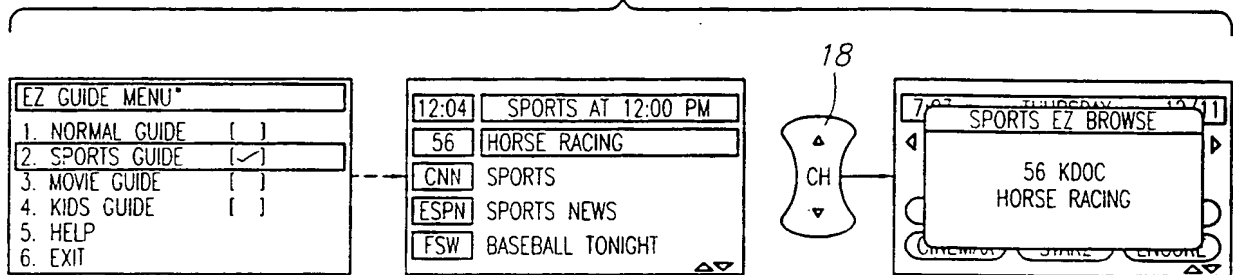 18
EZ GUIDE MENU
1. NORMAL GUIDE [ ]
2. SPORTS GUIDE [✓]
3. MOVIE GUIDE [ ]
4. KIDS GUIDE [ ]
5. HELP
6. EXIT
12:04 SPORTS AT 12:00 PM
56 HORSE RACING
CNN SPORTS
ESPN SPORTS NEWS
FSW BASEBALL TONIGHT
CH
SPORTS EZ BROWSE
56 KDOC
HORSE RACING